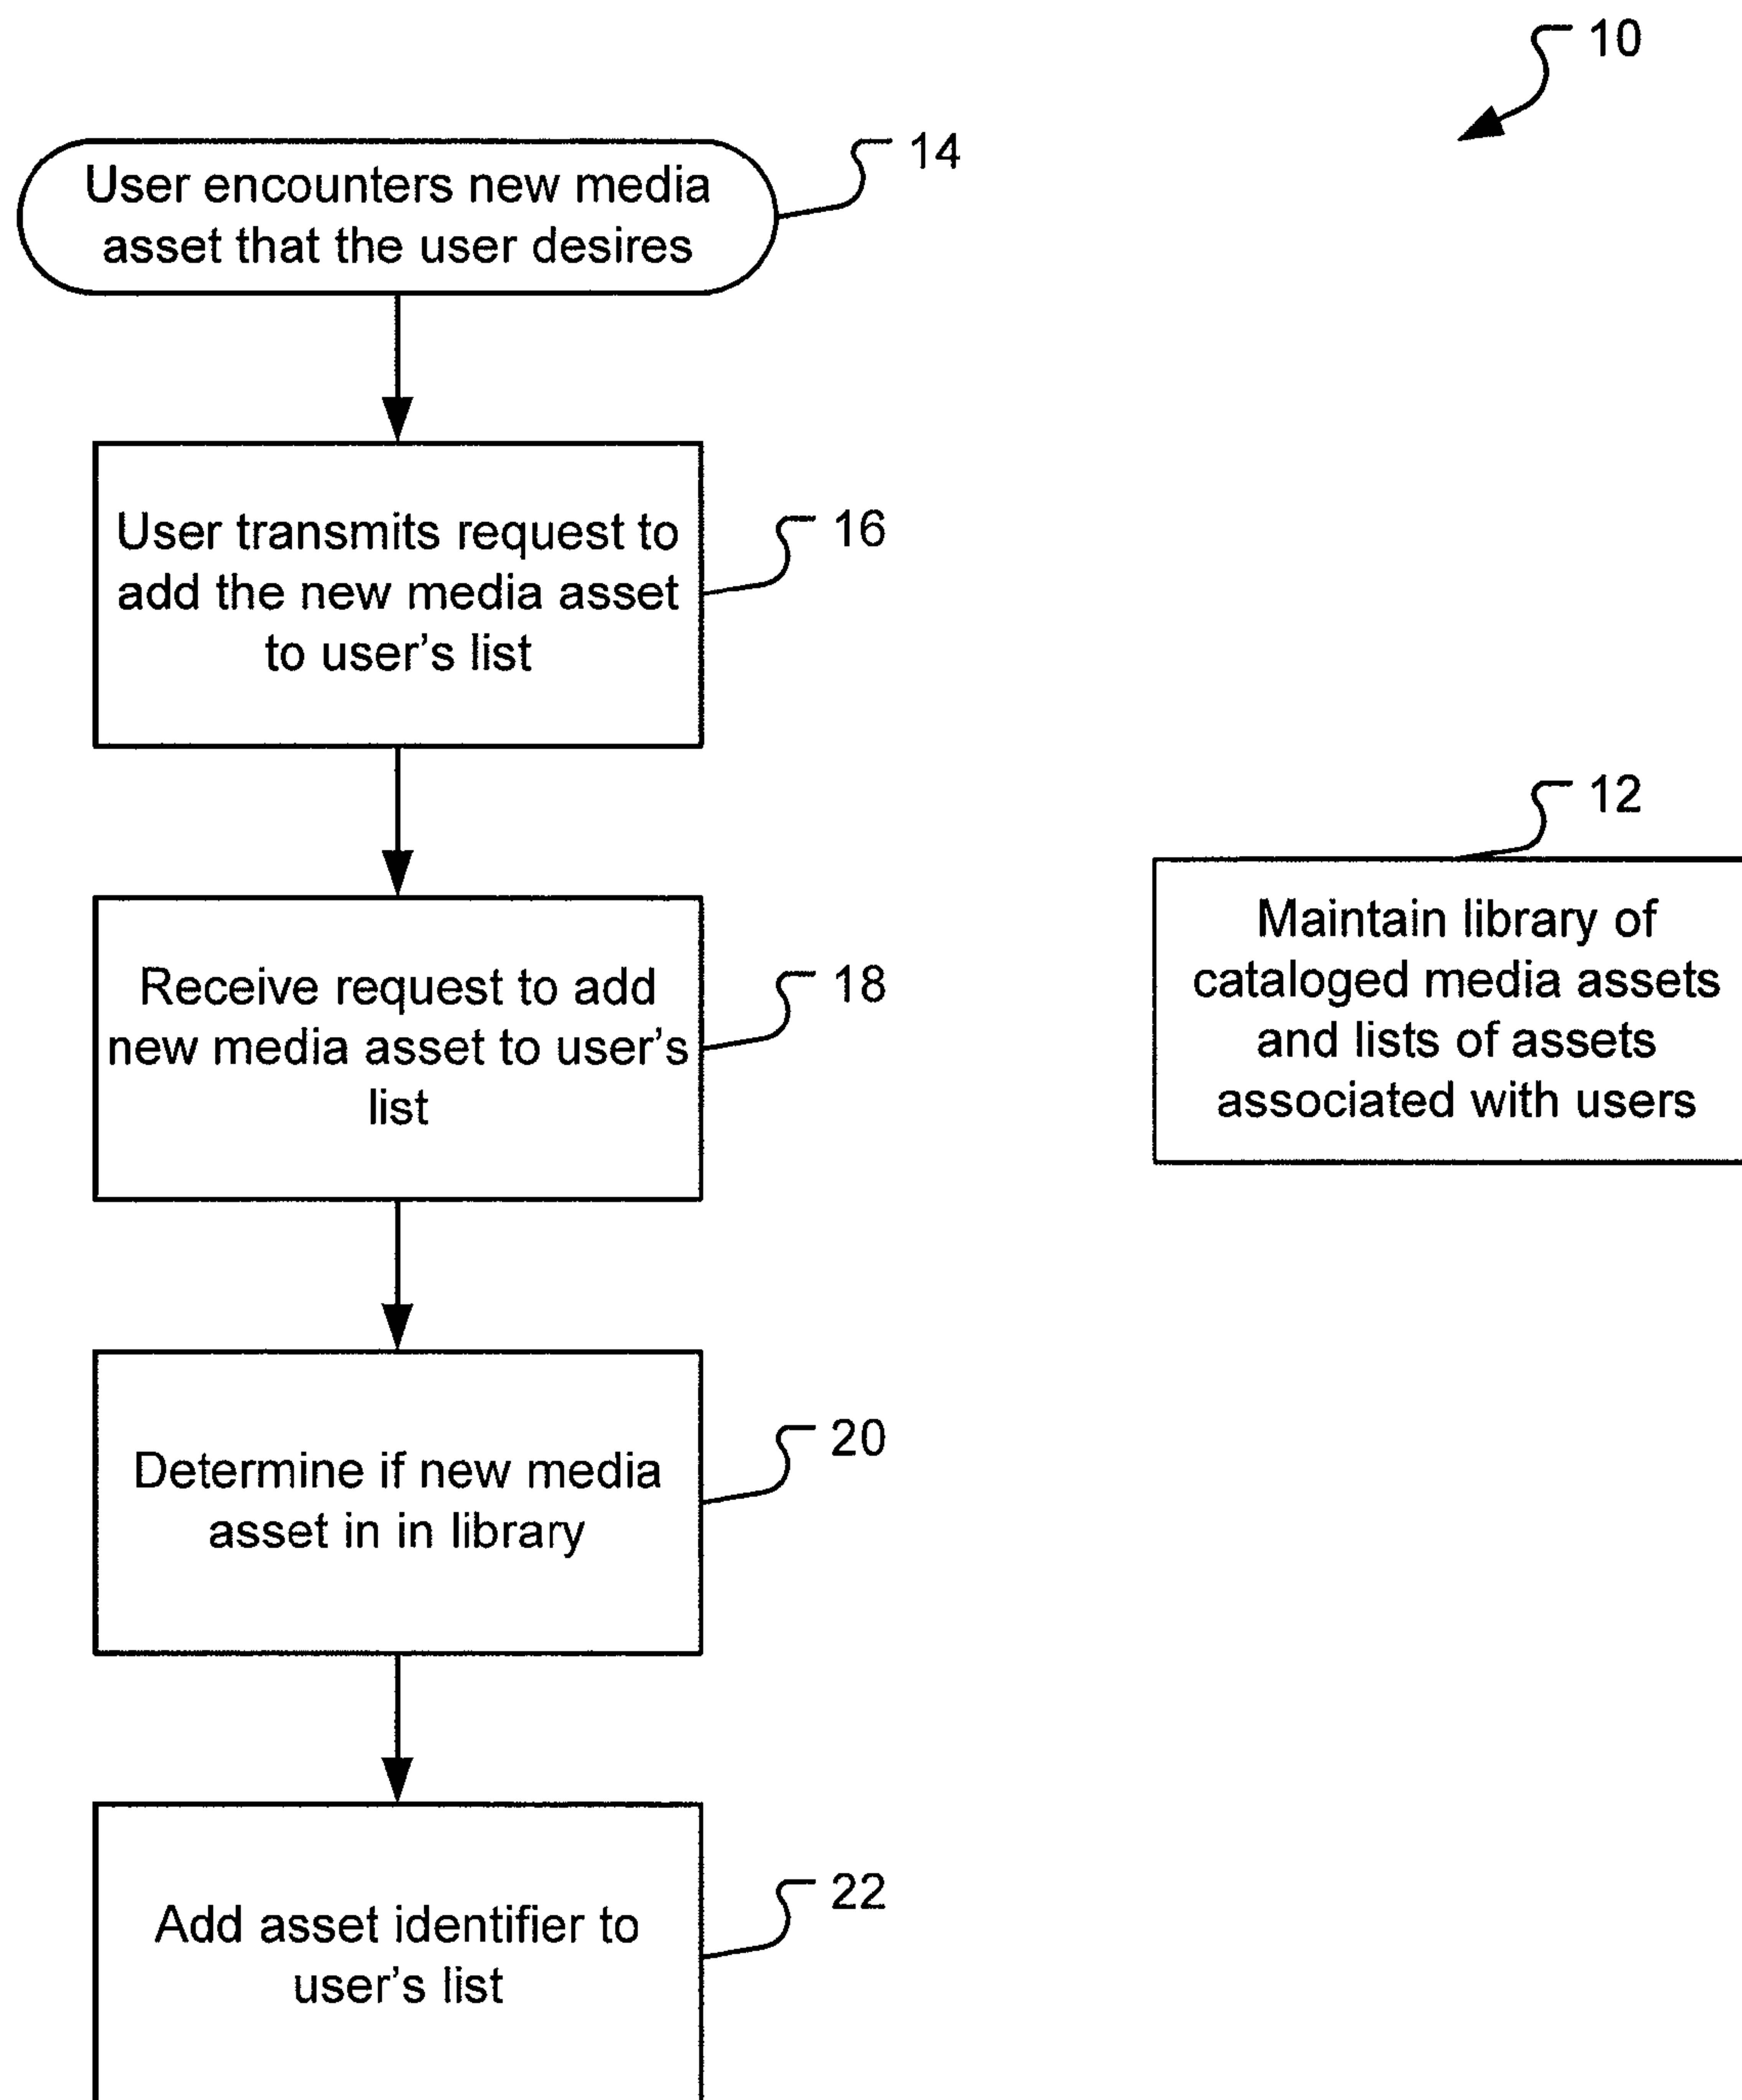 10
14
User encounters new media
asset that the user desires
16
User transmits request to
add the new media asset
to user's list
12
Maintain library of
cataloged media assets
and lists of assets
associated with users
18
Receive request to add
new media asset to user's
list
20
Determine if new media
asset in in library
22
Add asset identifier to
user's list